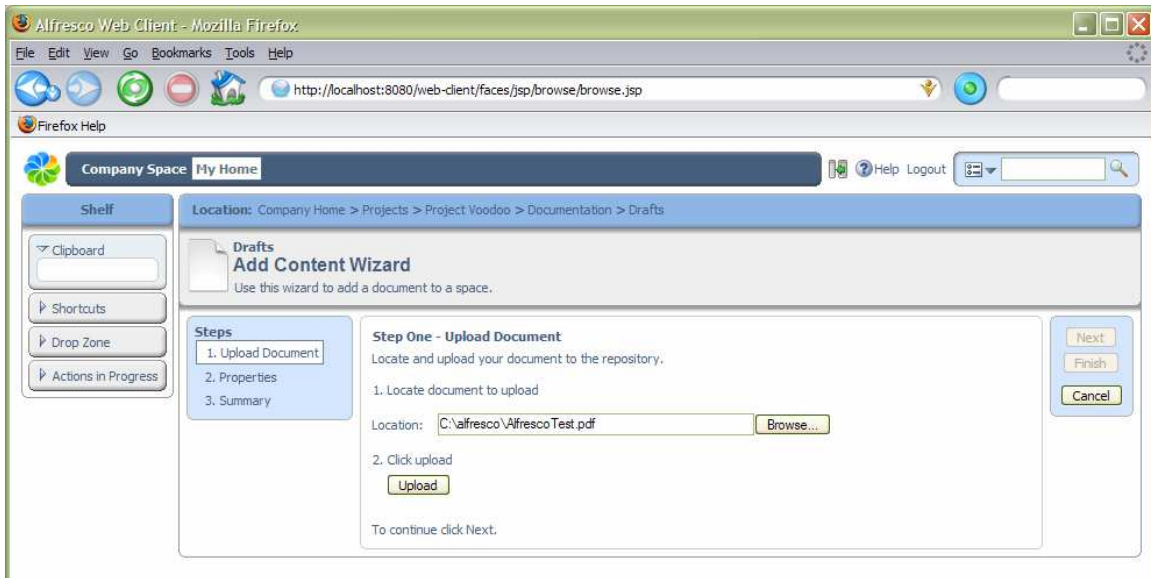 Alfresco Web Client - Mozilla Firefox
File Edit View Go Bookmarks Tools Help
http://localhost:8080/web-client/faces/jsp/browse/browse.jsp
Firefox Help
Company Space My Home
Help Logout
Shelf
Location: Company Home > Projects > Project Voodoo > Documentation > Drafts
Clipboard
Shortcuts
Drop Zone
Actions in Progress
Drafts
Add Content Wizard
Use this wizard to add a document to a space.
Steps
1. Upload Document
2. Properties
3. Summary
Step One - Upload Document
Locate and upload your document to the repository.
1. Locate document to upload
Location: C:\alfresco\AlfrescoTest.pdf Browse...
2. Click upload
Upload
To continue click Next.
Next
Finish
Cancel